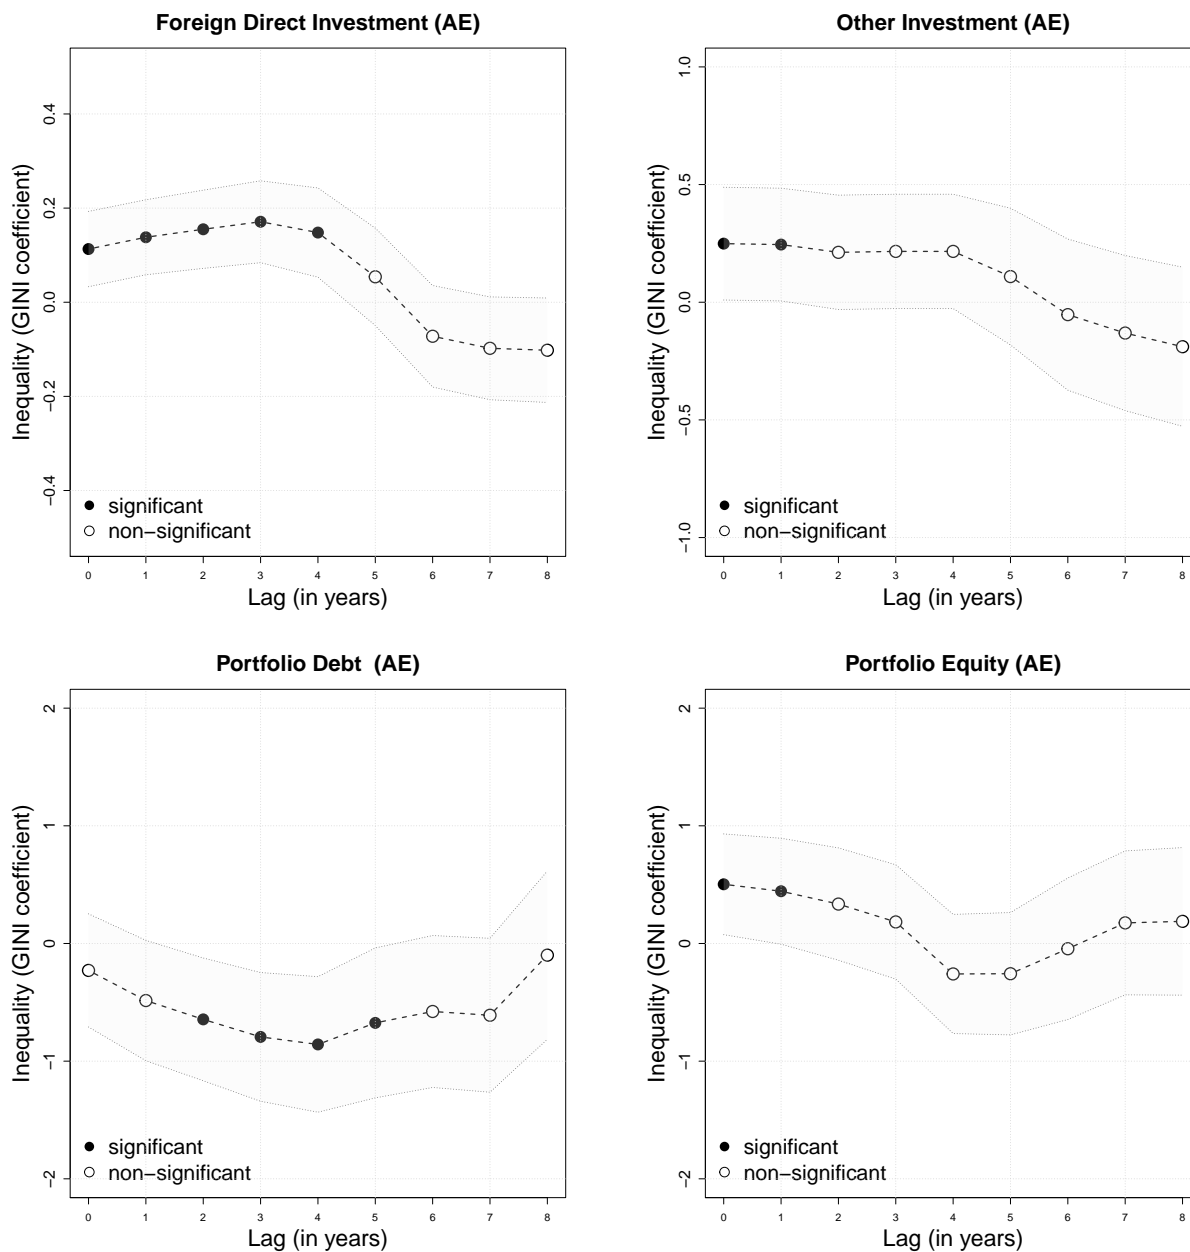 Foreign Direct Investment (AE)
Inequality (GINI coefficient)
0.4
0.2
0.0
−0.2
−0.4
significant
non−significant
0 1 2 3 4 5 6 7 8
Lag (in years)
Other Investment (AE)
Inequality (GINI coefficient)
1.0
0.5
0.0
−0.5
−1.0
significant
non−significant
0 1 2 3 4 5 6 7 8
Lag (in years)
Portfolio Debt  (AE)
Inequality (GINI coefficient)
2
1
0
−1
−2
significant
non−significant
0 1 2 3 4 5 6 7 8
Lag (in years)
Portfolio Equity (AE)
Inequality (GINI coefficient)
2
1
0
−1
−2
significant
non−significant
0 1 2 3 4 5 6 7 8
Lag (in years)